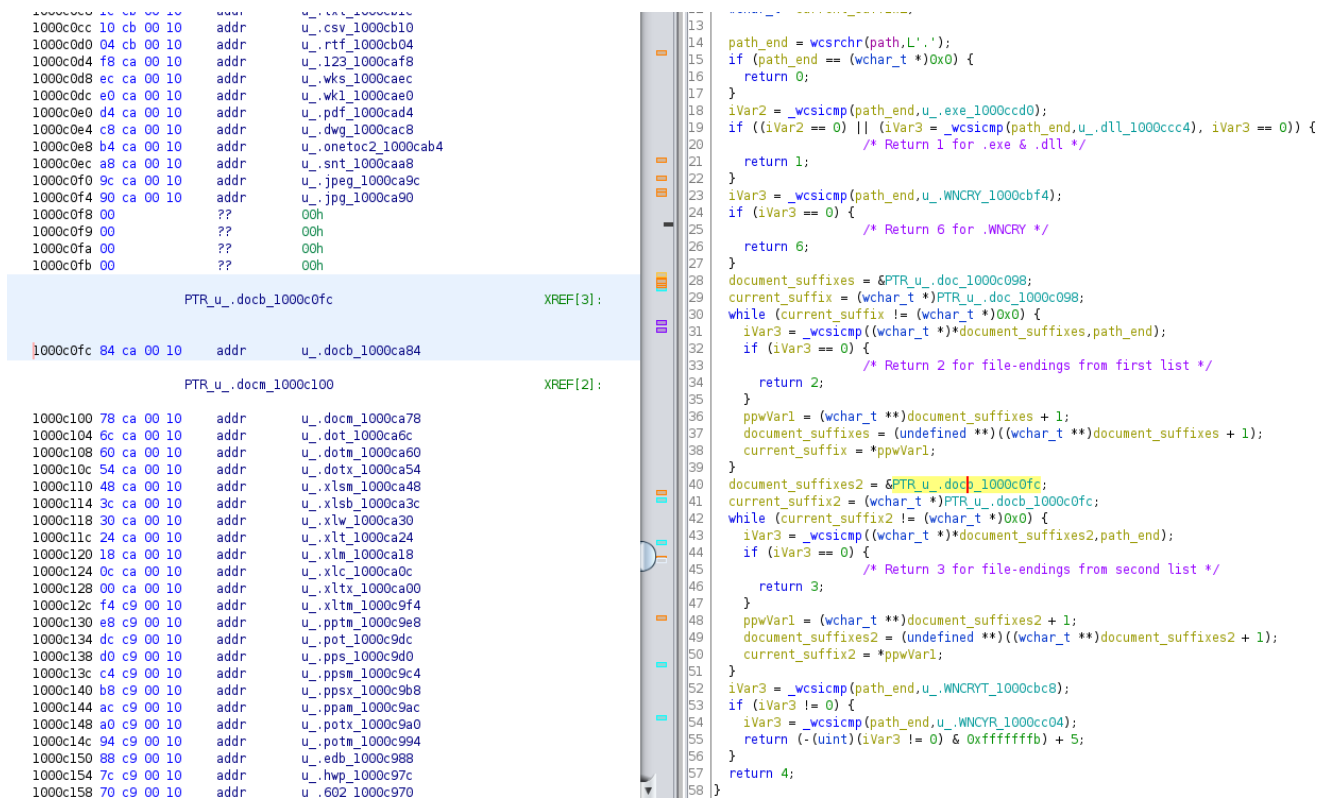 1000c0cc 10 cb 00 10 addr u_.csv_1000cb10
1000c0d0 04 cb 00 10 addr u_.rtf_1000cb04
1000c0d4 f8 ca 00 10 addr u_.123_1000caf8
1000c0d8 ec ca 00 10 addr u_.wks_1000caec
1000c0dc e0 ca 00 10 addr u_.wk1_1000cae0
1000c0e0 d4 ca 00 10 addr u_.pdf_1000cad4
1000c0e4 c8 ca 00 10 addr u_.dwg_1000cac8
1000c0e8 b4 ca 00 10 addr u_.onetoc2_1000cab4
1000c0ec a8 ca 00 10 addr u_.snt_1000caa8
1000c0f0 9c ca 00 10 addr u_.jpeg_1000ca9c
1000c0f4 90 ca 00 10 addr u_.jpg_1000ca90
1000c0f8 00 ?? 00h
1000c0f9 00 ?? 00h
1000c0fa 00 ?? 00h
1000c0fb 00 ?? 00h
PTR_u_.docb_1000c0fc XREF[3]:
1000c0fc 84 ca 00 10 addr u_.docb_1000ca84
PTR_u_.docm_1000c100 XREF[2]:
1000c100 78 ca 00 10 addr u_.docm_1000ca78
1000c104 6c ca 00 10 addr u_.dot_1000ca6c
1000c108 60 ca 00 10 addr u_.dotm_1000ca60
1000c10c 54 ca 00 10 addr u_.dotx_1000ca54
1000c110 48 ca 00 10 addr u_.xlsm_1000ca48
1000c114 3c ca 00 10 addr u_.xlsb_1000ca3c
1000c118 30 ca 00 10 addr u_.xlw_1000ca30
1000c11c 24 ca 00 10 addr u_.xlt_1000ca24
1000c120 18 ca 00 10 addr u_.xlm_1000ca18
1000c124 0c ca 00 10 addr u_.xlc_1000ca0c
1000c128 00 ca 00 10 addr u_.xltx_1000ca00
1000c12c f4 c9 00 10 addr u_.xltm_1000c9f4
1000c130 e8 c9 00 10 addr u_.pptm_1000c9e8
1000c134 dc c9 00 10 addr u_.pot_1000c9dc
1000c138 d0 c9 00 10 addr u_.pps_1000c9d0
1000c13c c4 c9 00 10 addr u_.ppsm_1000c9c4
1000c140 b8 c9 00 10 addr u_.ppsx_1000c9b8
1000c144 ac c9 00 10 addr u_.ppam_1000c9ac
1000c148 a0 c9 00 10 addr u_.potx_1000c9a0
1000c14c 94 c9 00 10 addr u_.potm_1000c994
1000c150 88 c9 00 10 addr u_.edb_1000c988
1000c154 7c c9 00 10 addr u_.hwp_1000c97c
1000c158 70 c9 00 10 addr u_.602_1000c970
13
14 path_end = wcsrchr(path,L'.');
15 if (path_end == (wchar_t *)0x0) {
16 return 0;
17 }
18 iVar2 = _wcsicmp(path_end,u_.exe_1000ccd0);
19 if ((iVar2 == 0) || (iVar3 = _wcsicmp(path_end,u_.dll_1000ccc4), iVar3 == 0)) {
20 /* Return 1 for .exe & .dll */
21 return 1;
22 }
23 iVar3 = _wcsicmp(path_end,u_.WNCRY_1000cbf4);
24 if (iVar3 == 0) {
25 /* Return 6 for .WNCRY */
26 return 6;
27 }
28 document_suffixes = &PTR_u_.doc_1000c098;
29 current_suffix = (wchar_t *)PTR_u_.doc_1000c098;
30 while (current_suffix != (wchar_t *)0x0) {
31 iVar3 = _wcsicmp((wchar_t *)*document_suffixes,path_end);
32 if (iVar3 == 0) {
33 /* Return 2 for file-endings from first list */
34 return 2;
35 }
36 ppwVar1 = (wchar_t **)document_suffixes + 1;
37 document_suffixes = (undefined **)((wchar_t **)document_suffixes + 1);
38 current_suffix = *ppwVar1;
39 }
40 document_suffixes2 = &PTR_u_.docb_1000c0fc;
41 current_suffix2 = (wchar_t *)PTR_u_.docb_1000c0fc;
42 while (current_suffix2 != (wchar_t *)0x0) {
43 iVar3 = _wcsicmp((wchar_t *)*document_suffixes2,path_end);
44 if (iVar3 == 0) {
45 /* Return 3 for file-endings from second list */
46 return 3;
47 }
48 ppwVar1 = (wchar_t **)document_suffixes2 + 1;
49 document_suffixes2 = (undefined **)((wchar_t **)document_suffixes2 + 1);
50 current_suffix2 = *ppwVar1;
51 }
52 iVar3 = _wcsicmp(path_end,u_.WNCRYT_1000cbc8);
53 if (iVar3 != 0) {
54 iVar3 = _wcsicmp(path_end,u_.WNCYR_1000cc04);
55 return (-(uint)(iVar3 != 0) & 0xfffffffb) + 5;
56 }
57 return 4;
58 }